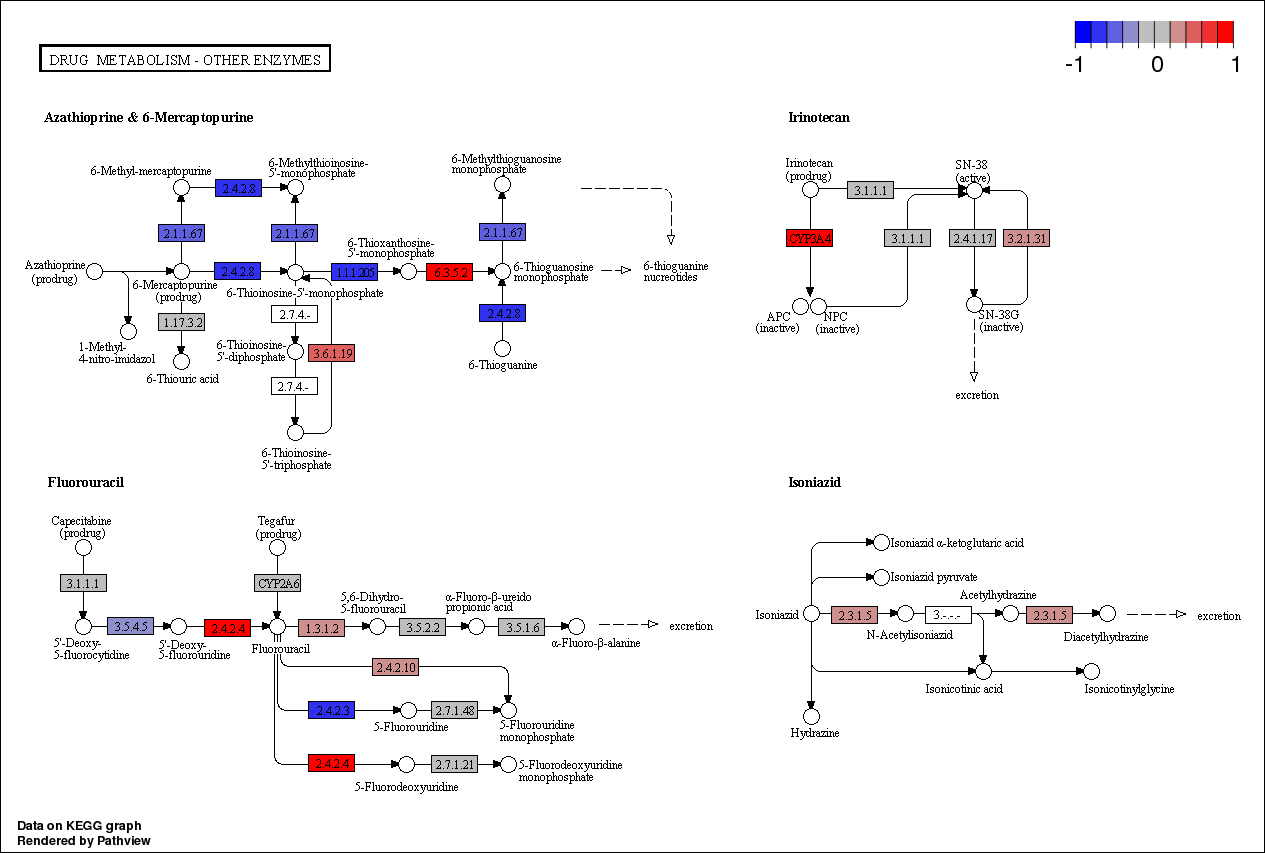 DRUG METABOLISM - OTHER ENZYMES
-1
0
1
Azathioprine & 6-Mercaptopurine
6-Methyl-mercaptopurine
2.4.2.8
6-Methylthioinosine-
5'-monophosphate
6-Methylthioguanosine
monophosphate
2.1.1.67
2.1.1.67
2.1.1.67
6-Thioxanthosine-
5'-monophosphate
Azathioprine
(prodrug)
2.4.2.8
1.1.1.205
6.3.5.2
6-Mercaptopurine
(prodrug)
6-Thioinosine-5'-monophosphate
6-Thioguanosine
monophosphate
6-thioguanine
nucreotides
1.17.3.2
2.7.4.-
2.4.2.8
1-Methyl-
4-nitro-imidazol
6-Thioinosine-
5'-diphosphate
3.6.1.19
6-Thioguanine
6-Thiouric acid
2.7.4.-
6-Thioinosine-
5'-triphosphate
Irinotecan
Irinotecan
(prodrug)
3.1.1.1
SN-38
(active)
CYP3A4
3.1.1.1
2.4.1.17
3.2.1.31
APC
(inactive)
NPC
(inactive)
SN-38G
(inactive)
excretion
Fluorouracil
Capecitabine
(prodrug)
Tegafur
(prodrug)
3.1.1.1
CYP2A6
5,6-Dihydro-
5-fluorouracil
α-Fluoro-β-ureido
propionic acid
3.5.4.5
2.4.2.4
1.3.1.2
3.5.2.2
3.5.1.6
excretion
5'-Deoxy-
5-fluorocytidine
5'-Deoxy-
5-fluorouridine
Fluorouracil
α-Fluoro-β-alanine
2.4.2.10
2.4.2.3
5-Fluorouridine
2.7.1.48
5-Fluorouridine
monophosphate
2.4.2.4
5-Fluorodeoxyuridine
2.7.1.21
5-Fluorodeoxyuridine
monophosphate
Isoniazid
Isoniazid α-ketoglutaric acid
Isoniazid pyruvate
Acetylhydrazine
Isoniazid
2.3.1.5
3.-.-.-
2.3.1.5
excretion
N-Acetylisoniazid
Diacetylhydrazine
Isonicotinic acid
Isonicotinylglycine
Hydrazine
Data on KEGG graph
Rendered by Pathview